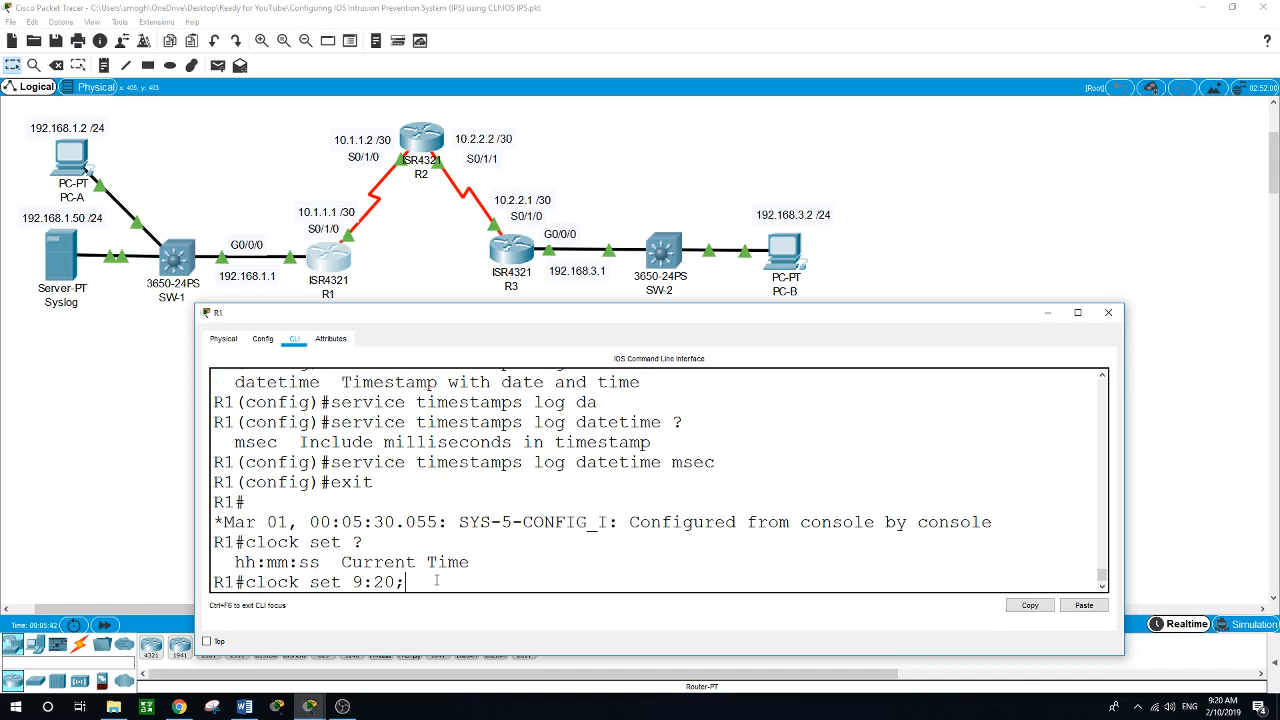 Cisco Packet Tracer - C:\Users\smogh\OneDrive\Desktop\Ready for YouTube\Configuring IOS Intrusion Prevention System (IPS) using CLI\IOS IPS.pkt
File Edit Options View Tools Extensions Help
Logical Physical x: 405, y: 403 [Root] 02:52:00
192.168.1.2 /24
PC-PT
PC-A
192.168.1.50 /24
Server-PT
Syslog
3650-24PS
SW-1
G0/0/0
192.168.1.1
10.1.1.1 /30
S0/1/0
ISR4321
R1
10.1.1.2 /30
S0/1/0
ISR4321
R2
10.2.2.2 /30
S0/1/1
10.2.2.1 /30
S0/1/0
ISR4321
R3
G0/0/0
192.168.3.1
3650-24PS
SW-2
192.168.3.2 /24
PC-PT
PC-B
R1
Physical Config CLI Attributes
IOS Command Line Interface
datetime Timestamp with date and time
R1(config)#service timestamps log da
R1(config)#service timestamps log datetime ?
msec Include milliseconds in timestamp
R1(config)#service timestamps log datetime msec
R1(config)#exit
R1#
*Mar 01, 00:05:30.055: SYS-5-CONFIG_I: Configured from console by console
R1#clock set ?
hh:mm:ss Current Time
R1#clock set 9:20;
Ctrl+F6 to exit CLI focus
Copy Paste
Top
Time: 00:05:42
Realtime Simulation
4321 1941
Router-PT
9:20 AM
2/10/2019